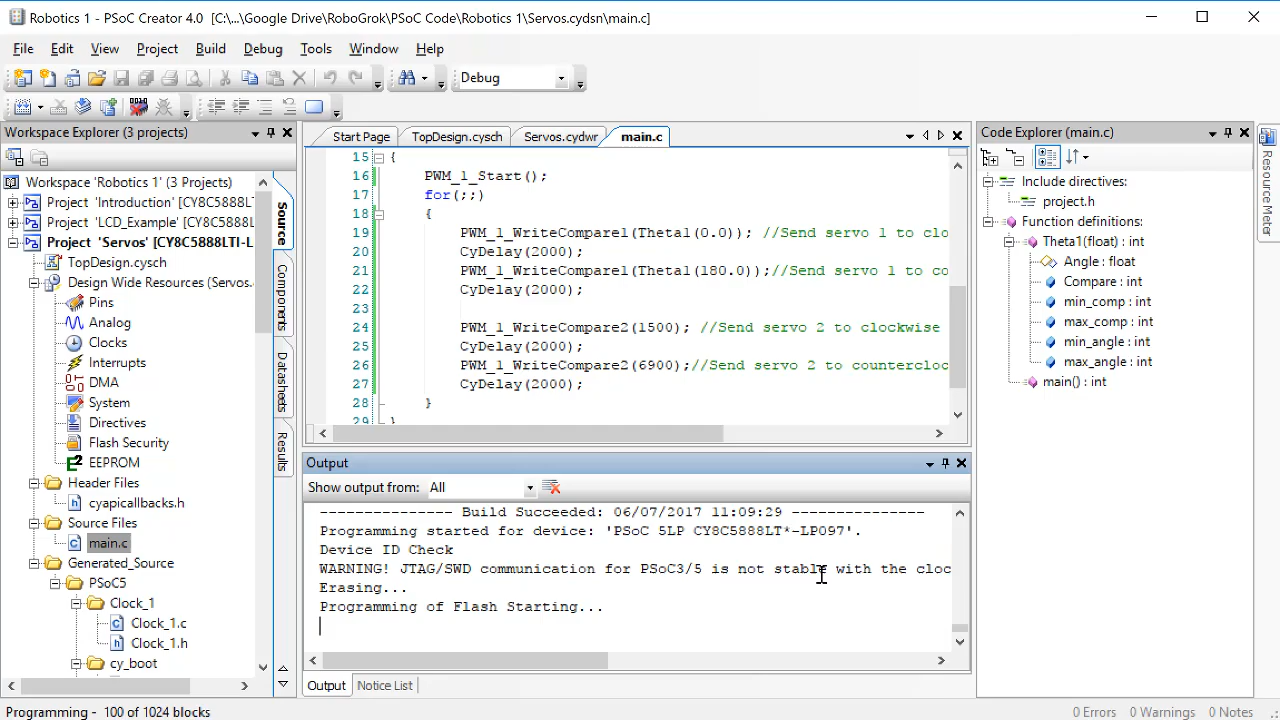 Robotics 1 - PSoC Creator 4.0 [C:\...\Google Drive\RoboGrok\PSoC Code\Robotics 1\Servos.cydsn\main.c]
File Edit View Project Build Debug Tools Window Help
Debug
Workspace Explorer (3 projects)
Workspace 'Robotics 1' (3 Projects)
Project 'Introduction' [CY8C5888L
Project 'LCD_Example' [CY8C5888L
Project 'Servos' [CY8C5888LTI-L
TopDesign.cysch
Design Wide Resources (Servos.
Pins
Analog
Clocks
Interrupts
DMA
System
Directives
Flash Security
EEPROM
Header Files
cyapicallbacks.h
Source Files
main.c
Generated_Source
PSoC5
Clock_1
Clock_1.c
Clock_1.h
cy_boot
Source
Components
Datasheets
Results
Start Page TopDesign.cysch Servos.cydwr main.c
15 {
16 PWM_1_Start();
17 for(;;)
18 {
19 PWM_1_WriteCompare1(Theta1(0.0)); //Send servo 1 to clo
20 CyDelay(2000);
21 PWM_1_WriteCompare1(Theta1(180.0));//Send servo 1 to co
22 CyDelay(2000);
23
24 PWM_1_WriteCompare2(1500); //Send servo 2 to clockwise
25 CyDelay(2000);
26 PWM_1_WriteCompare2(6900);//Send servo 2 to countercloc
27 CyDelay(2000);
28 }
29 }
Output
Show output from: All
--------------- Build Succeeded: 06/07/2017 11:09:29 ---------------
Programming started for device: 'PSoC 5LP CY8C5888LT*-LP097'.
Device ID Check
WARNING! JTAG/SWD communication for PSoC3/5 is not stable with the cloc
Erasing...
Programming of Flash Starting...
Output Notice List
Code Explorer (main.c)
Include directives:
project.h
Function definitions:
Theta1(float) : int
Angle : float
Compare : int
min_comp : int
max_comp : int
min_angle : int
max_angle : int
main() : int
Resource Meter
Programming - 100 of 1024 blocks
0 Errors 0 Warnings 0 Notes